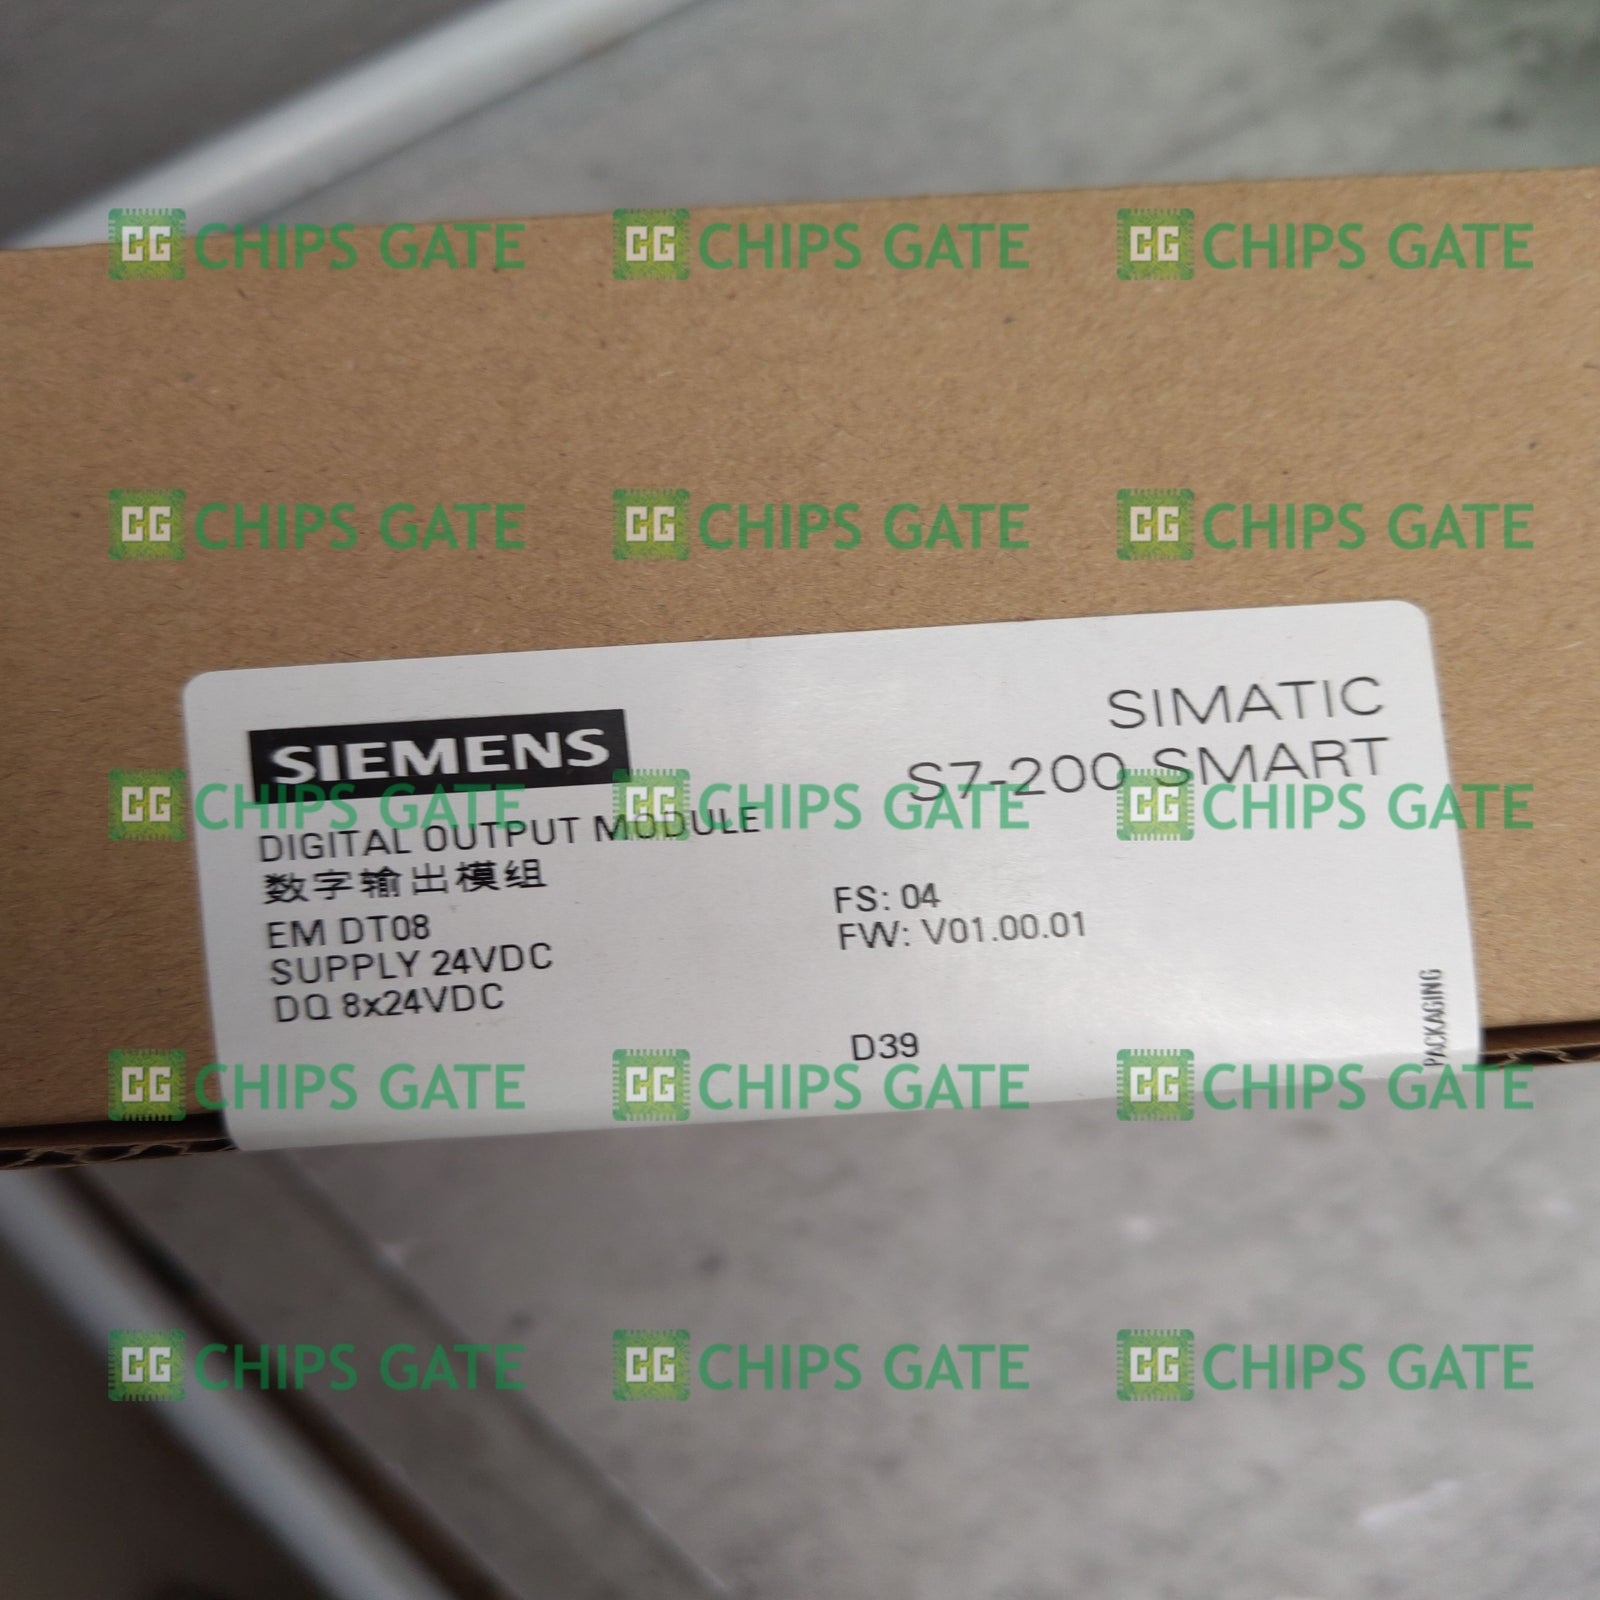 CG CHIPS GATE CG CHIPS GATE CG CHIPS GATE
CG CHIPS GATE CG CHIPS GATE CG CHIPS GATE
SIEMENS
SIMATIC
S7-200 SMART
CG CHIPS GATE CG CHIPS GATE CG CHIPS GATE
DIGITAL OUTPUT MODULE
数字输出模组
EM DT08
SUPPLY 24VDC
DQ 8x24VDC
FS: 04
FW: V01.00.01
D39
PACKAGING
CG CHIPS GATE CG CHIPS GATE CG CHIPS GATE
CG CHIPS GATE CG CHIPS GATE CG CHIPS GATE